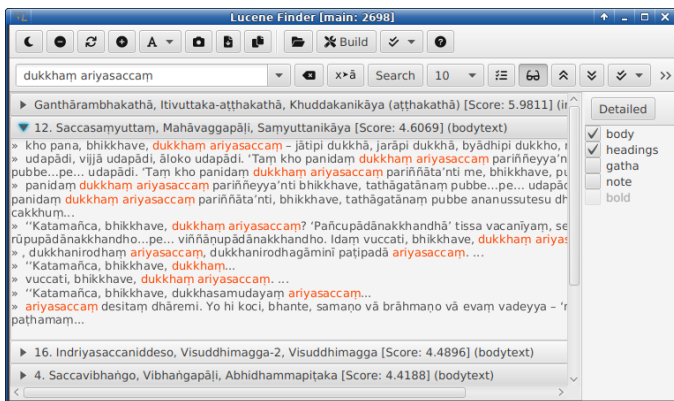 Lucene Finder [main: 2698]
A Build
dukkhaṃ ariyasaccaṃ x➤ā Search 10 >>
Ganthārambhakathā, Itivuttaka-aṭṭhakathā, Khuddakanikāya (aṭṭhakathā) [Score: 5.9811]
Detailed
12. Saccasaṃyuttaṃ, Mahāvaggapāḷi, Saṃyuttanikāya [Score: 4.6069] (bodytext)
body
» kho pana, bhikkhave, dukkhaṃ ariyasaccaṃ – jātipi dukkhā, jarāpi dukkhā, byādhipi dukkho,
headings
» udapādi, vijjā udapādi, āloko udapādi. ‘Taṃ kho panidaṃ dukkhaṃ ariyasaccaṃ pariññeyya’n
gatha
pubbe...pe... udapādi. ‘Taṃ kho panidaṃ dukkhaṃ ariyasaccaṃ pariññāta’nti me, bhikkhave, pu
note
» panidaṃ dukkhaṃ ariyasaccaṃ pariññeyya’nti bhikkhave, tathāgatānaṃ pubbe...pe... udapād
bold
panidaṃ dukkhaṃ ariyasaccaṃ pariññāta’nti, bhikkhave, tathāgatānaṃ pubbe ananussutesu dh
cakkhuṃ...
» ‘‘Katamañca, bhikkhave, dukkhaṃ ariyasaccaṃ? ‘Pañcupādānakkhandhā’ tissa vacanīyaṃ, se
rūpupādānakkhandho...pe... viññāṇupādānakkhandho. Idaṃ vuccati, bhikkhave, dukkhaṃ ariyas
» , dukkhanirodhaṃ ariyasaccaṃ, dukkhanirodhagāminī paṭipadā ariyasaccaṃ. ...
» ‘‘Katamañca, bhikkhave, dukkhaṃ...
» vuccati, bhikkhave, dukkhaṃ ariyasaccaṃ. ...
» ‘‘Katamañca, bhikkhave, dukkhasamudayaṃ ariyasaccaṃ...
» ariyasaccaṃ desitaṃ dhāremi. Yo hi koci, bhante, samaṇo vā brāhmaṇo vā evaṃ vadeyya –
paṭhamaṃ...
16. Indriyasaccaniddeso, Visuddhimagga-2, Visuddhimagga [Score: 4.4896] (bodytext)
4. Saccavibhaṅgo, Vibhaṅgapāḷi, Abhidhammapiṭaka [Score: 4.4188] (bodytext)